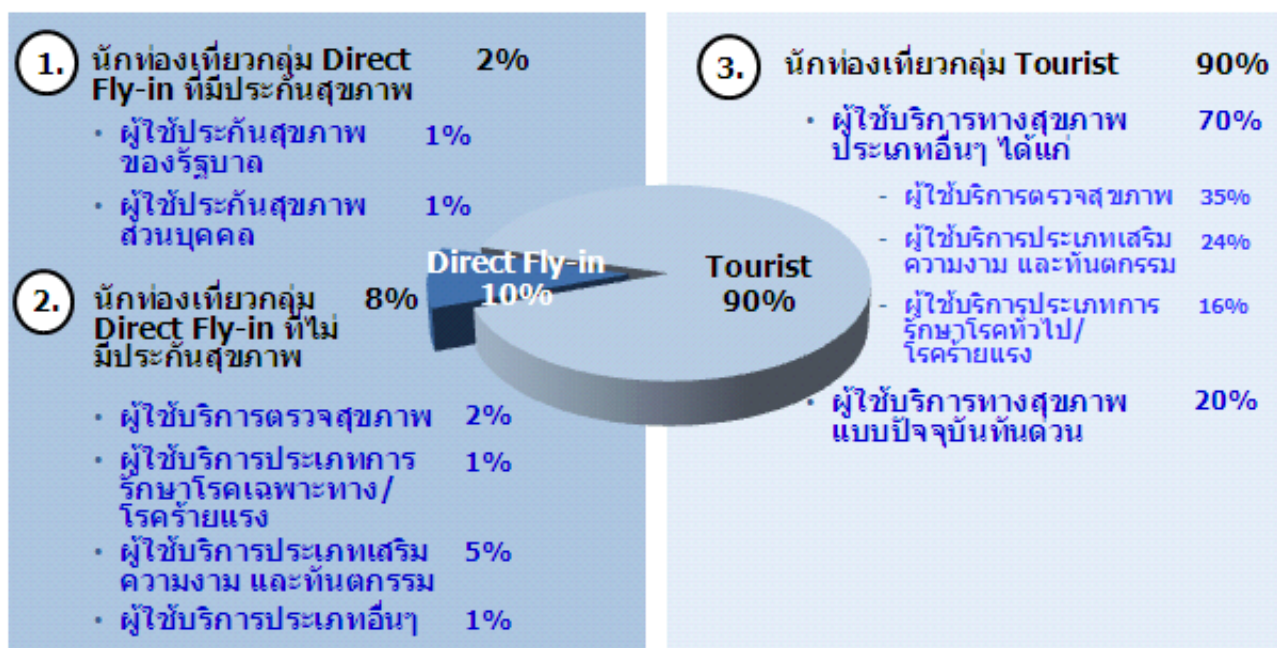 1. นักท่องเที่ยวกลุ่ม Direct 2%
Fly-in ที่มีประกันสุขภาพ
• ผู้ใช้ประกันสุขภาพ 1%
ของรัฐบาล
• ผู้ใช้ประกันสุขภาพ 1%
ส่วนบุคคล
2. นักท่องเที่ยวกลุ่ม 8%
Direct Fly-in ที่ไม่
มีประกันสุขภาพ
• ผู้ใช้บริการตรวจสุขภาพ 2%
• ผู้ใช้บริการประเภทการ 1%
รักษาโรคเฉพาะทาง/
โรคร้ายแรง
• ผู้ใช้บริการประเภทเสริม 5%
ความงาม และทันตกรรม
• ผู้ใช้บริการประเภทอื่นๆ 1%
Direct Fly-in
10%
Tourist
90%
3. นักท่องเที่ยวกลุ่ม Tourist 90%
• ผู้ใช้บริการทางสุขภาพ 70%
ประเภทอื่นๆ ได้แก่
- ผู้ใช้บริการตรวจสุขภาพ 35%
- ผู้ใช้บริการประเภทเสริม 24%
ความงาม และทันตกรรม
- ผู้ใช้บริการประเภทการ 16%
รักษาโรคทั่วไป/
โรคร้ายแรง
• ผู้ใช้บริการทางสุขภาพ 20%
แบบปัจจุบันทันด่วน